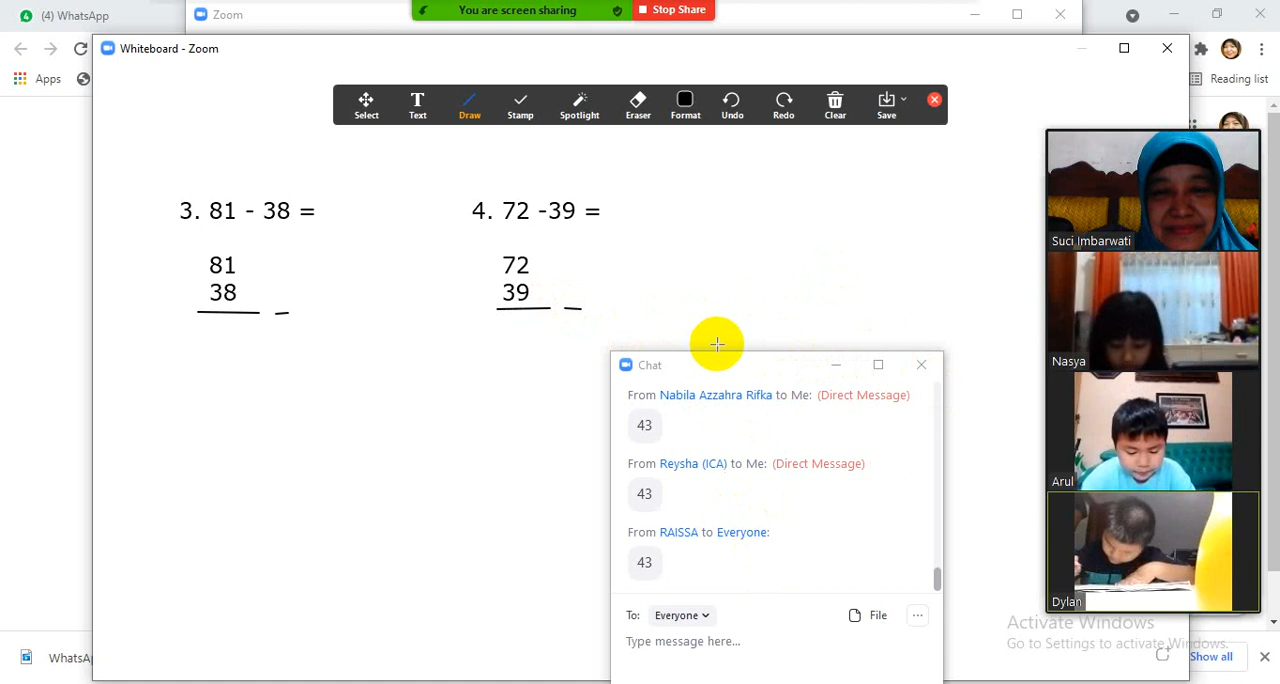 (4) WhatsApp
Zoom
You are screen sharing
Stop Share
Whiteboard - Zoom
Apps
Reading list
Select
Text
Draw
Stamp
Spotlight
Eraser
Format
Undo
Redo
Clear
Save
3. 81 - 38 =
4. 72 -39 =
81
38
72
39
Suci Imbarwati
Nasya
Arul
Dylan
Chat
From Nabila Azzahra Rifka to Me: (Direct Message)
43
From Reysha (ICA) to Me: (Direct Message)
43
From RAISSA to Everyone:
43
To: Everyone
File
Type message here...
Activate Windows
Go to Settings to activate Windows.
WhatsAp
Show all